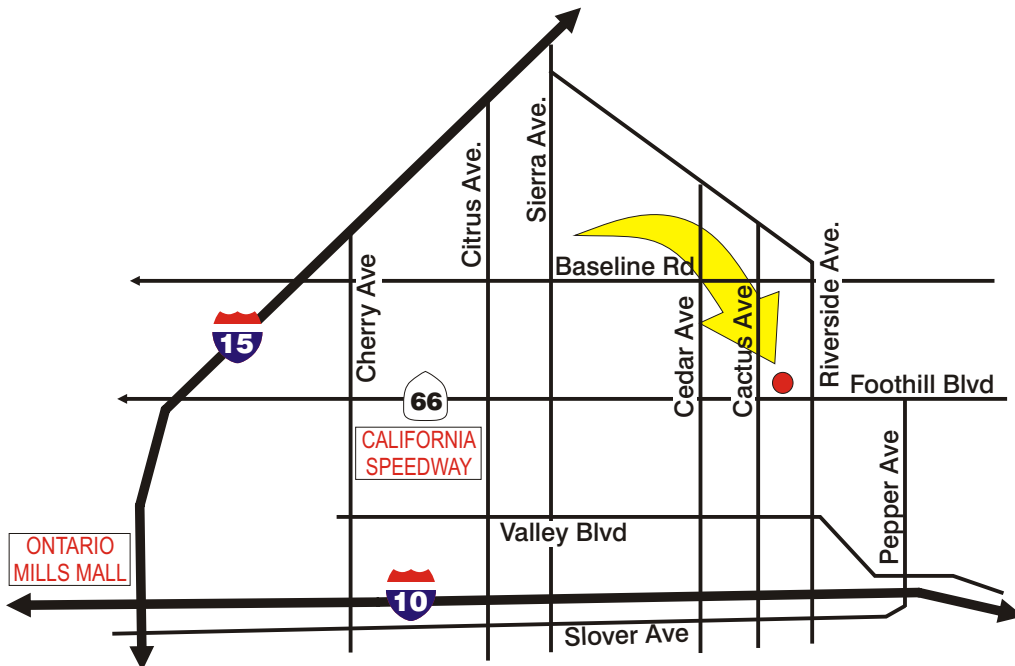 Sierra Ave.
Citrus Ave.
Riverside Ave.
Baseline Rd
Cherry Ave
Cedar Ave
Cactus Ave
15
Foothill Blvd
66
CALIFORNIA
SPEEDWAY
Pepper Ave
Valley Blvd
ONTARIO
MILLS MALL
10
Slover Ave